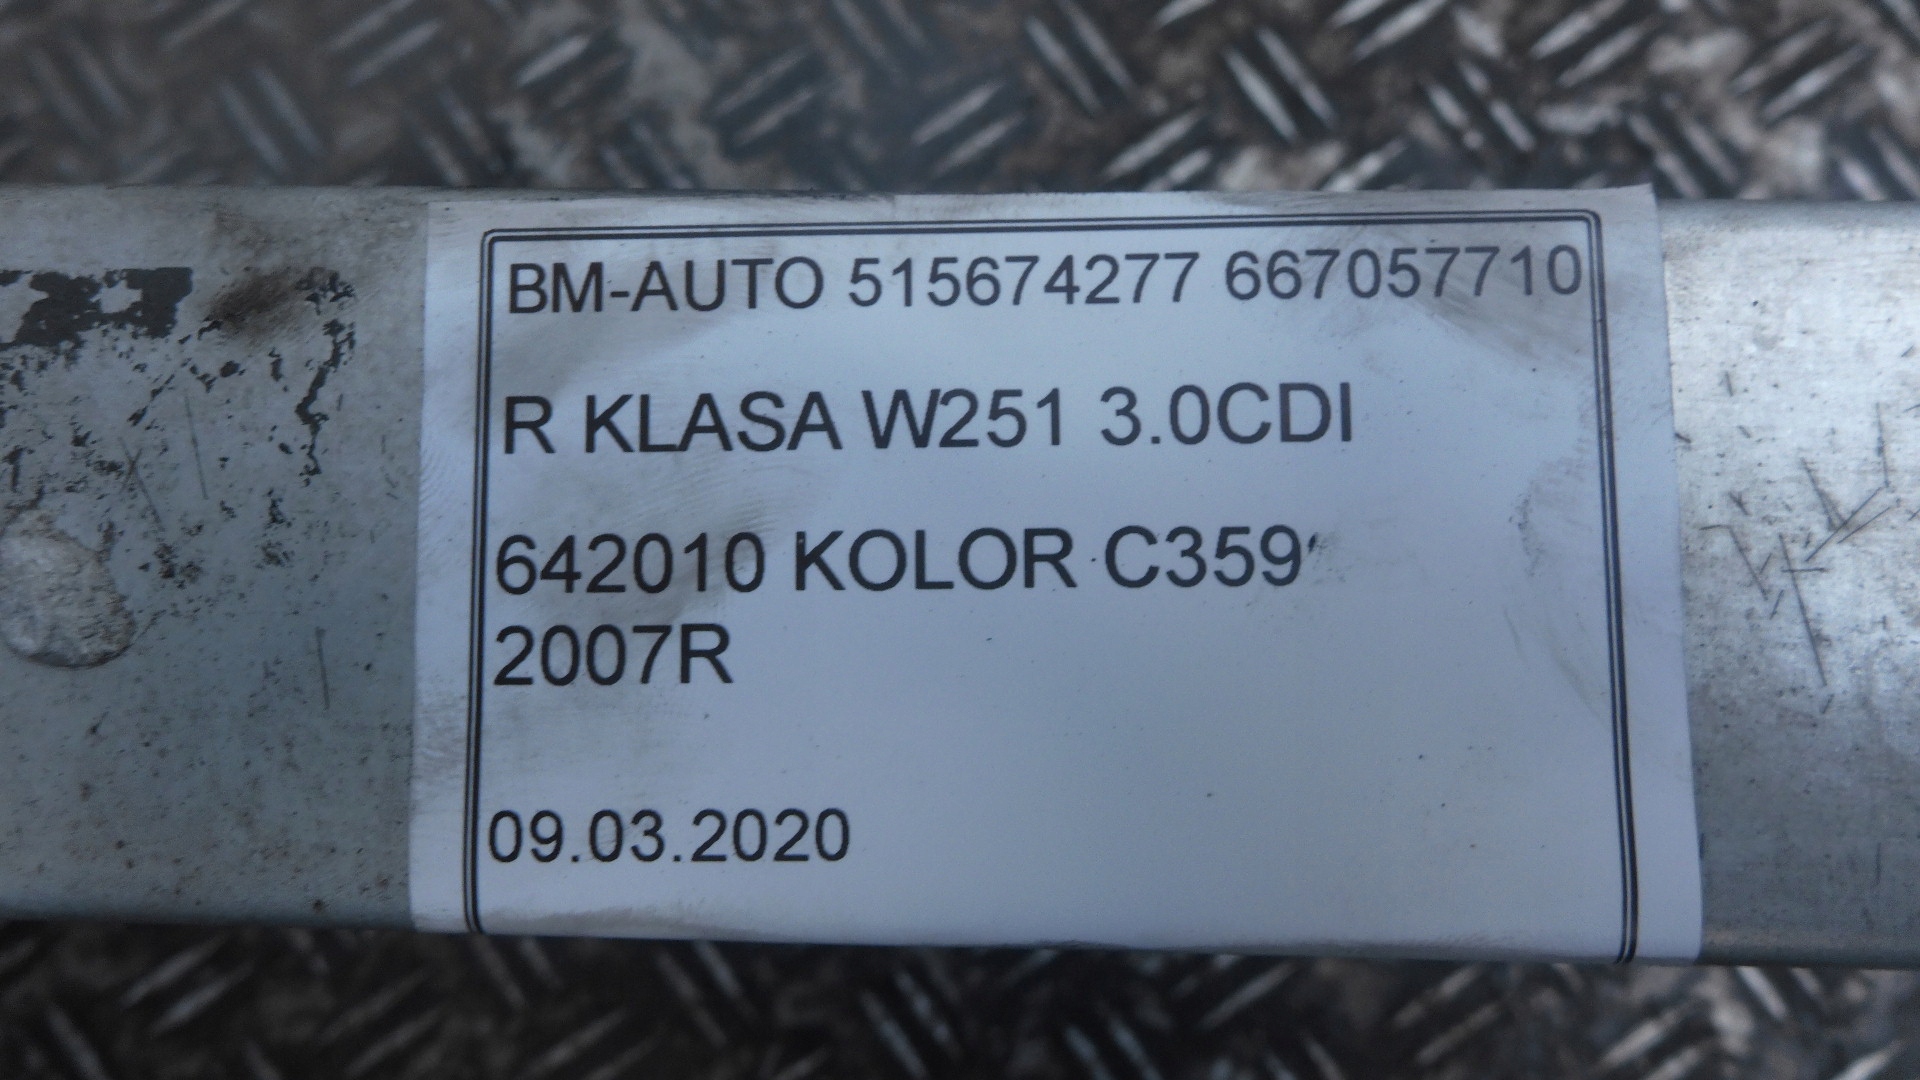 BM-AUTO 515674277 667057710
R KLASA W251 3.0CDI
642010 KOLOR C359
2007R
09.03.2020